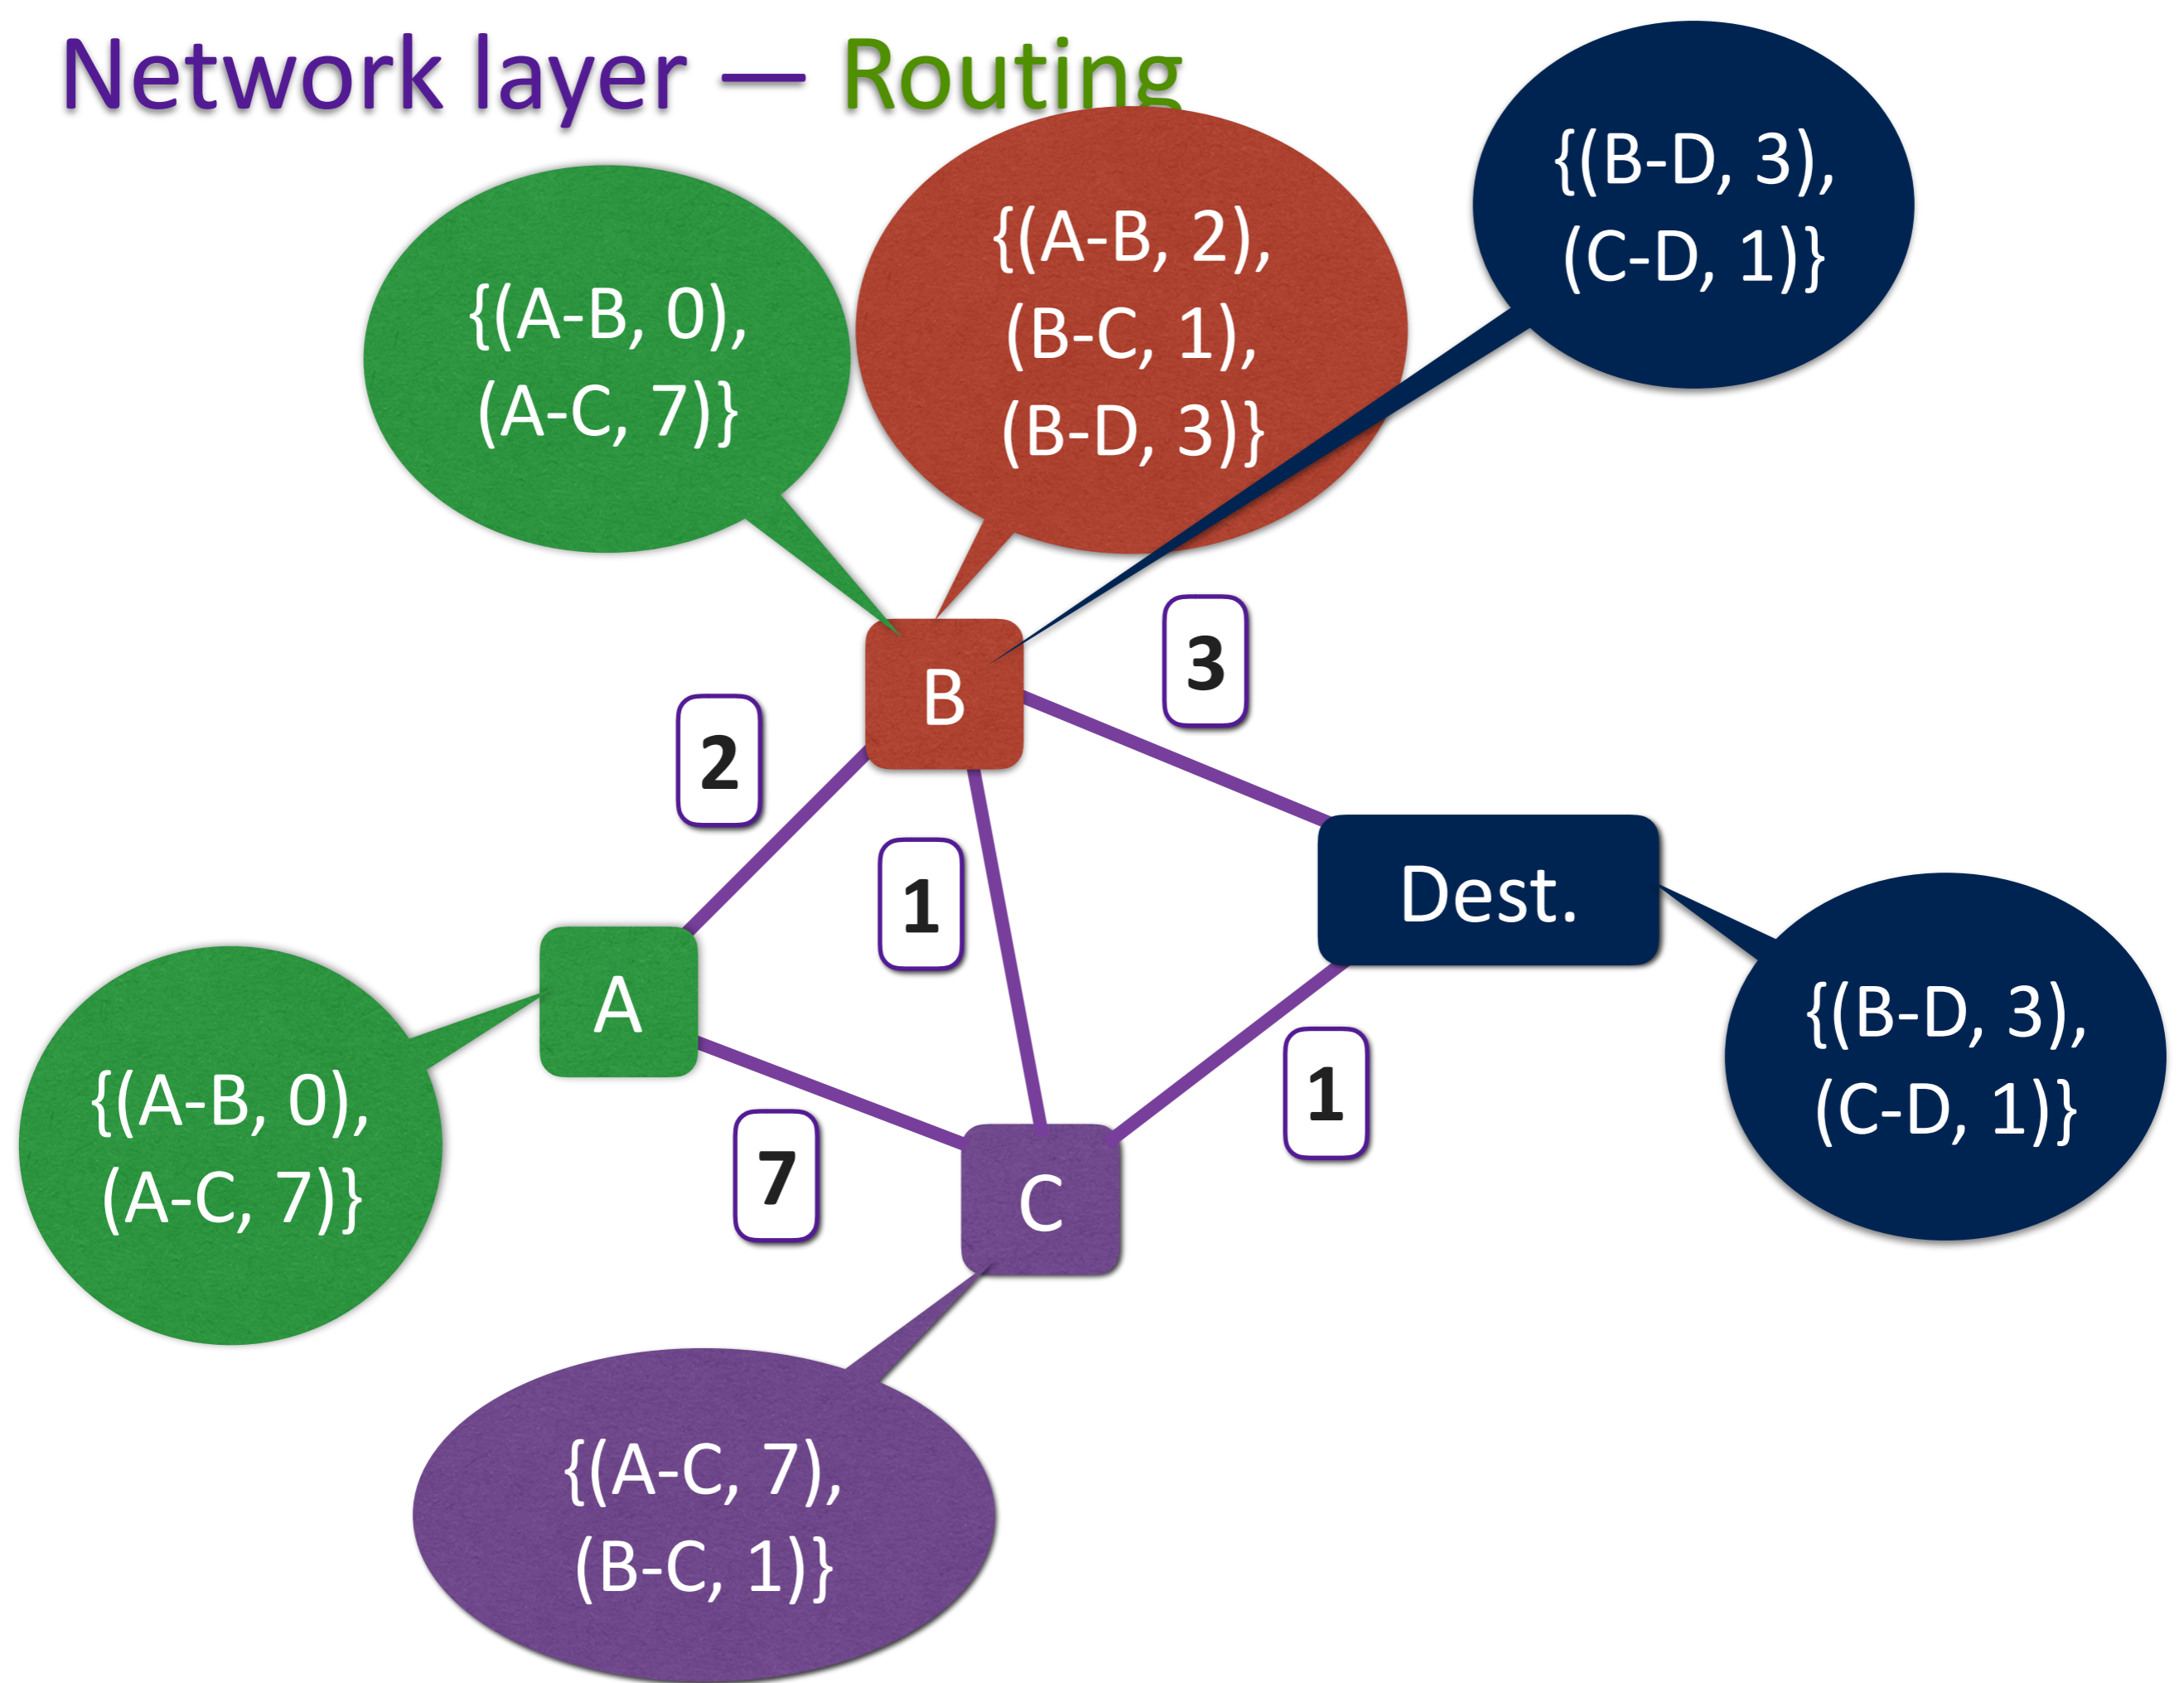 Network layer — Routing
{(B-D, 3),
(C-D, 1)}
{(A-B, 2),
(B-C, 1),
(B-D, 3)}
{(A-B, 0),
(A-C, 7)}
3
B
2
1
Dest.
A
{(B-D, 3),
(C-D, 1)}
{(A-B, 0),
(A-C, 7)}
1
7
C
{(A-C, 7),
(B-C, 1)}